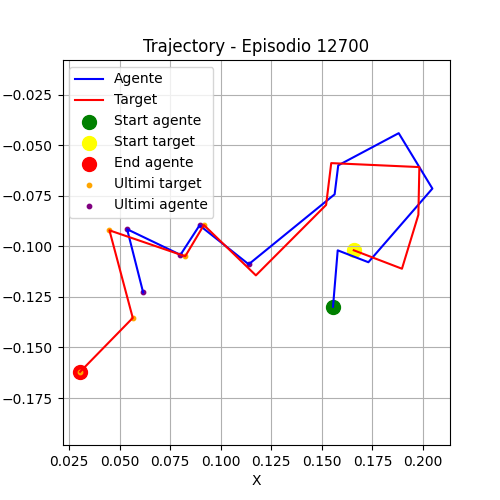 Trajectory - Episodio 12700
Agente
Target
Start agente
Start target
End agente
Ultimi target
Ultimi agente
−0.025
−0.050
−0.075
−0.100
−0.125
−0.150
−0.175
0.025 0.050 0.075 0.100 0.125 0.150 0.175 0.200
X